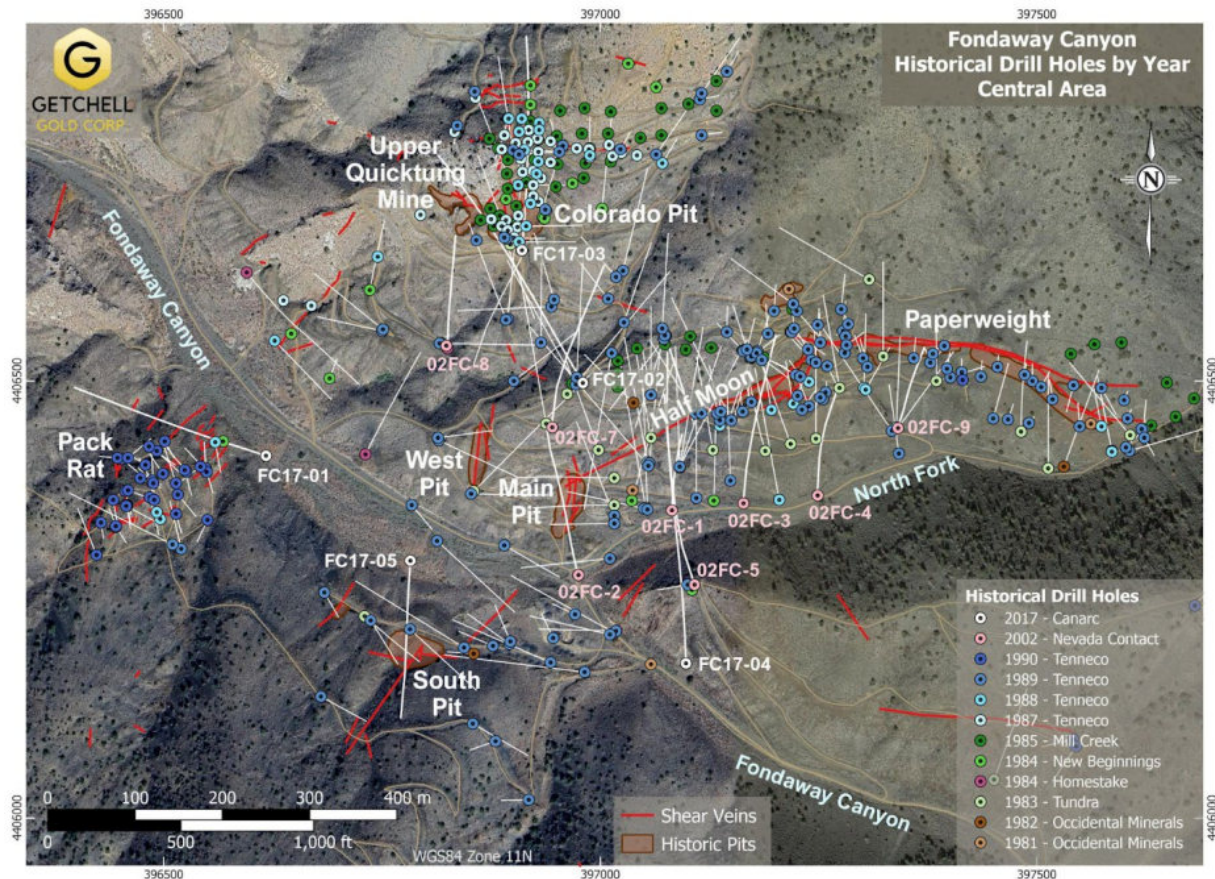 396500
397000
397500
GETCHELL
GOLD CORP
Fondaway Canyon
Historical Drill Holes by Year
Central Area
N
Upper
Quicktung
Mine
Colorado Pit
FC17-03
Fondaway Canyon
02FC-8
FC17-02
Paperweight
4406500
4406500
Half Moon
02FC-7
02FC-9
Pack
Rat
FC17-01
West
Pit
Main
Pit
North Fork
02FC-1
02FC-3
02FC-4
FC17-05
02FC-2
02FC-5
FC17-04
South
Pit
Fondaway Canyon
Historical Drill Holes
2017 - Canarc
2002 - Nevada Contact
1990 - Tenneco
1989 - Tenneco
1988 - Tenneco
1987 - Tenneco
1985 - Mill Creek
1984 - New Beginnings
1984 - Homestake
1983 - Tundra
1982 - Occidental Minerals
1981 - Occidental Minerals
0 100 200 300 400 m
500 1,000 ft
WGS84 Zone 11N
Shear Veins
Historic Pits
4406000
4406000
396500
397000
397500